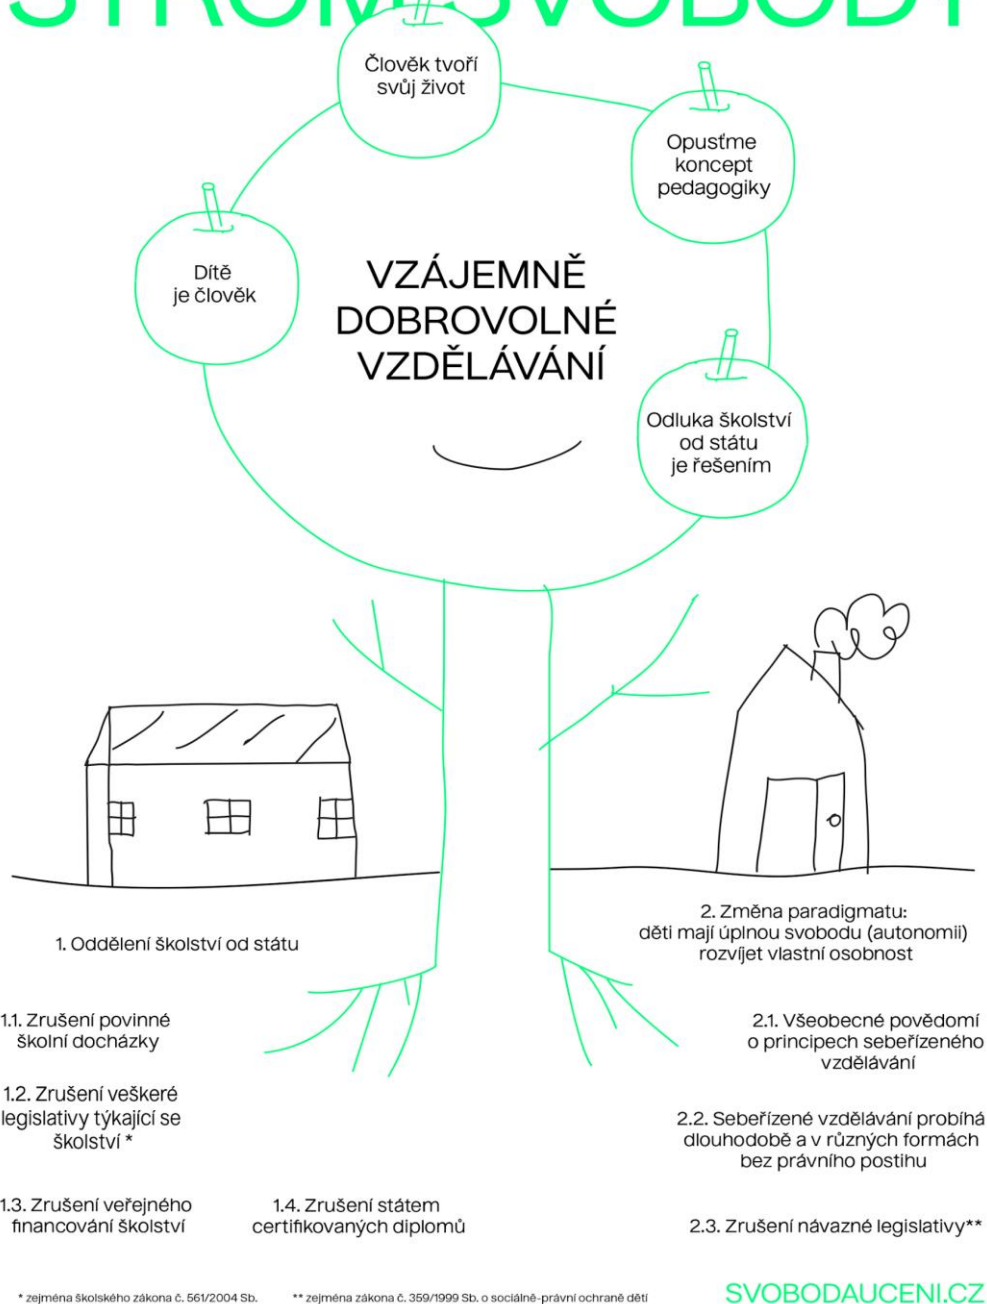 STROM SVOBODY
Člověk tvoří
svůj život
Opusťme
koncept
pedagogiky
Dítě
je člověk
VZÁJEMNĚ
DOBROVOLNÉ
VZDĚLÁVÁNÍ
Odluka školství
od státu
je řešením
1. Oddělení školství od státu
2. Změna paradigmatu:
děti mají úplnou svobodu (autonomii)
rozvíjet vlastní osobnost
1.1. Zrušení povinné
školní docházky
2.1. Všeobecné povědomí
o principech sebeřízeného
vzdělávání
1.2. Zrušení veškeré
legislativy týkající se
školství *
2.2. Sebeřízené vzdělávání probíhá
dlouhodobě a v různých formách
bez právního postihu
1.3. Zrušení veřejného
financování školství
1.4. Zrušení státem
certifikovaných diplomů
2.3. Zrušení návazné legislativy**
* zejména školského zákona č. 561/2004 Sb.
** zejména zákona č. 359/1999 Sb. o sociálně-právní ochraně dětí
SVOBODAUCENI.CZ